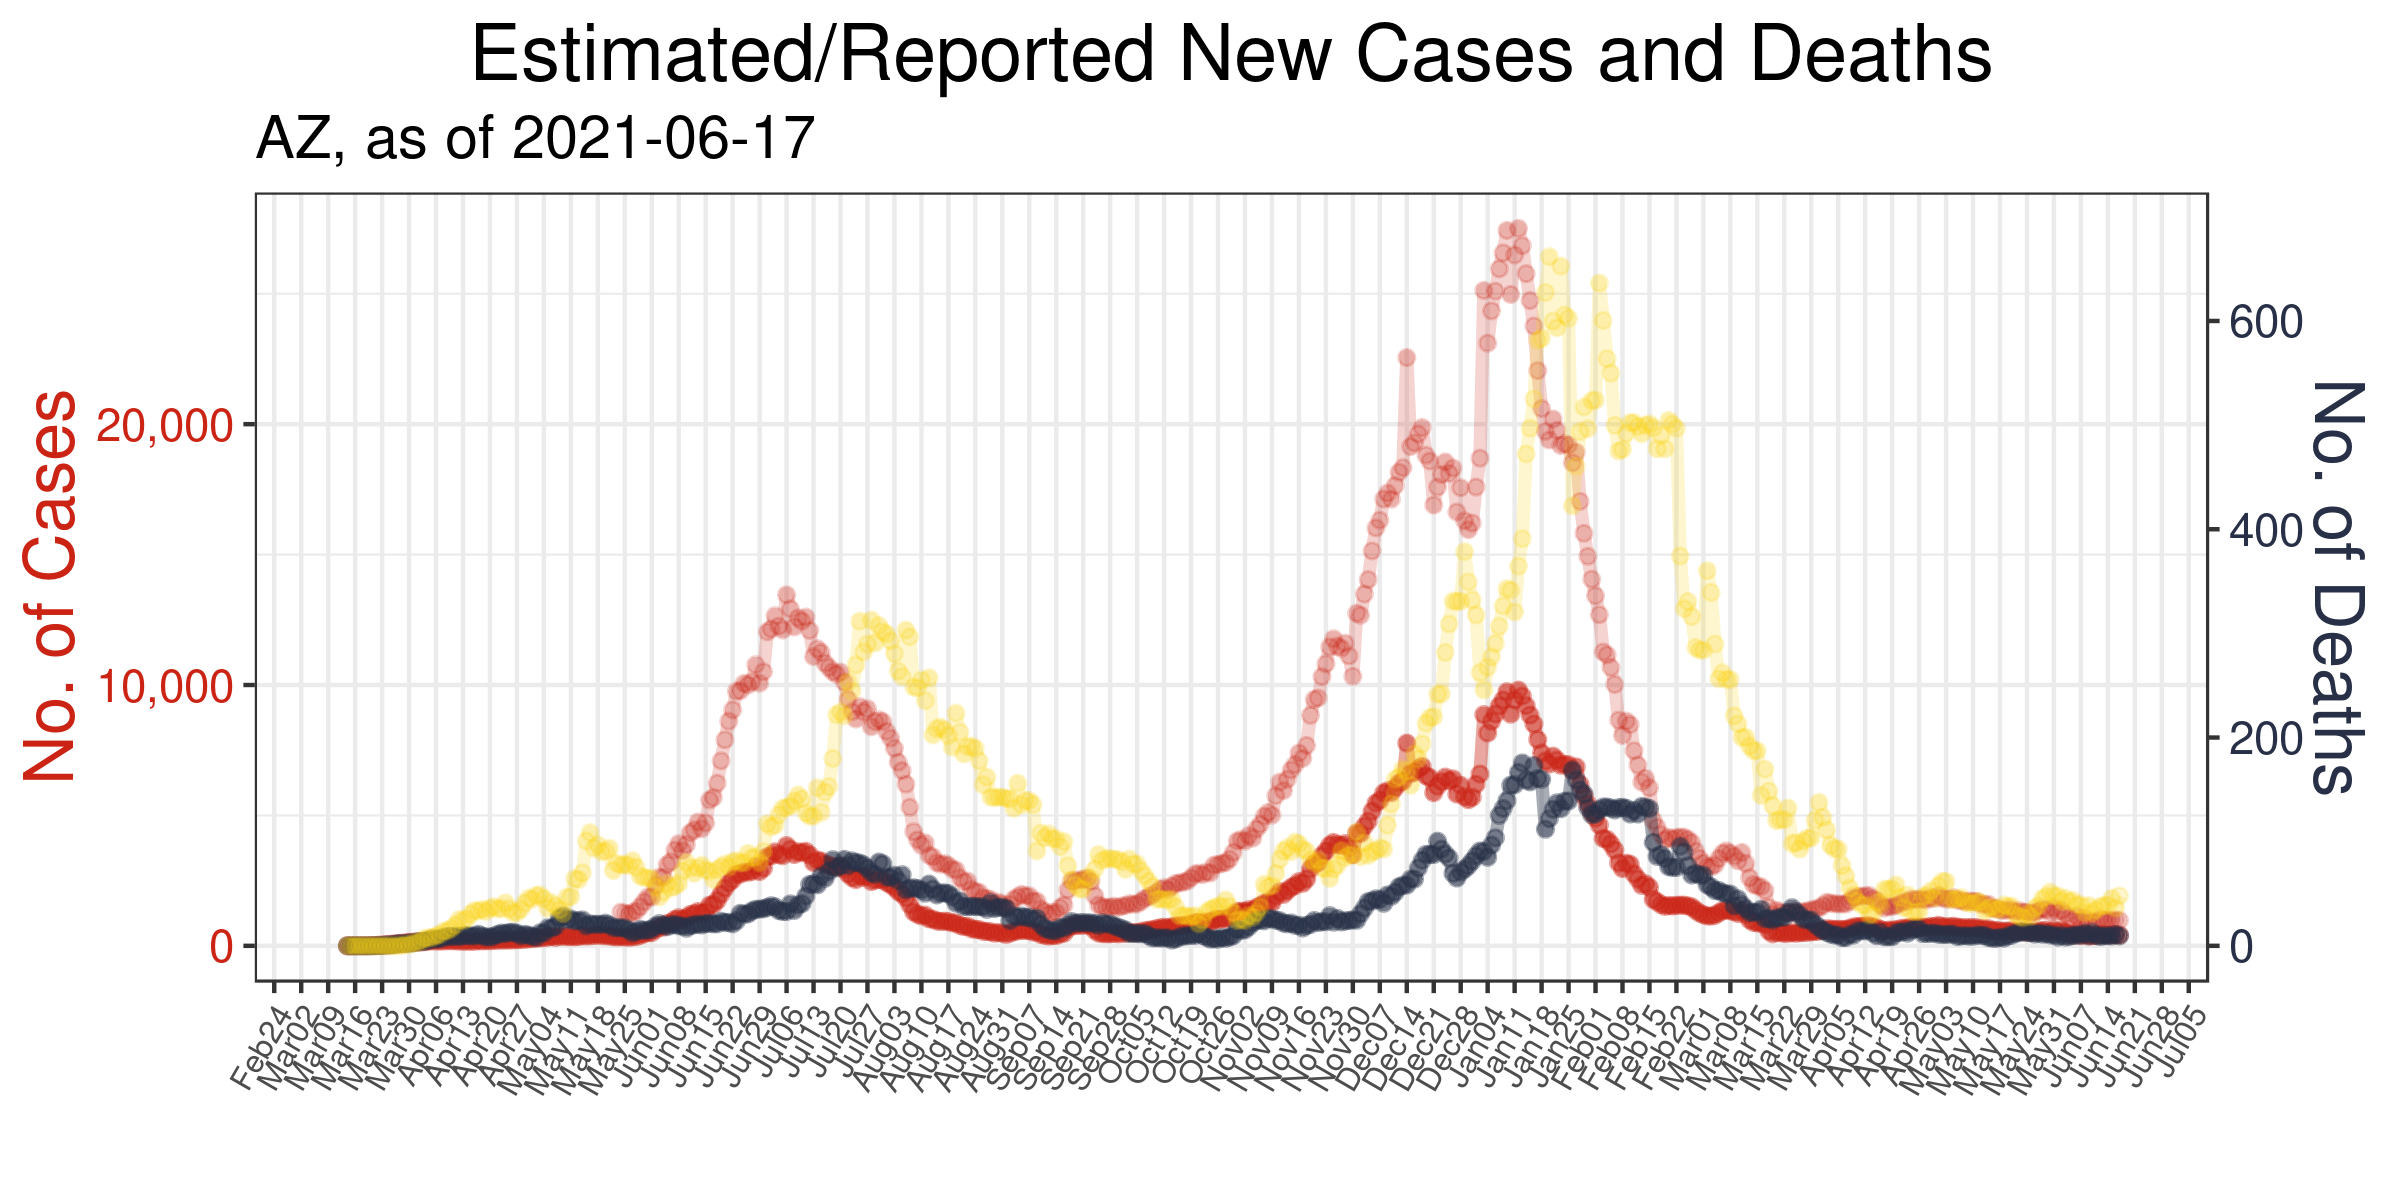 Estimated/Reported New Cases and Deaths
AZ, as of 2021-06-17
No. of Cases
20,000
10,000
0
600
400
200
0
No. of Deaths
Feb24
Mar02
Mar09
Mar16
Mar23
Mar30
Apr06
Apr13
Apr20
Apr27
May04
May11
May18
May25
Jun01
Jun08
Jun15
Jun22
Jun29
Jul06
Jul13
Jul20
Jul27
Aug03
Aug10
Aug17
Aug24
Aug31
Sep07
Sep14
Sep21
Sep28
Oct05
Oct12
Oct19
Oct26
Nov02
Nov09
Nov16
Nov23
Nov30
Dec07
Dec14
Dec21
Dec28
Jan04
Jan11
Jan18
Jan25
Feb01
Feb08
Feb15
Feb22
Mar01
Mar08
Mar15
Mar22
Mar29
Apr05
Apr12
Apr19
Apr26
May03
May10
May17
May24
May31
Jun07
Jun14
Jun21
Jun28
Jul05